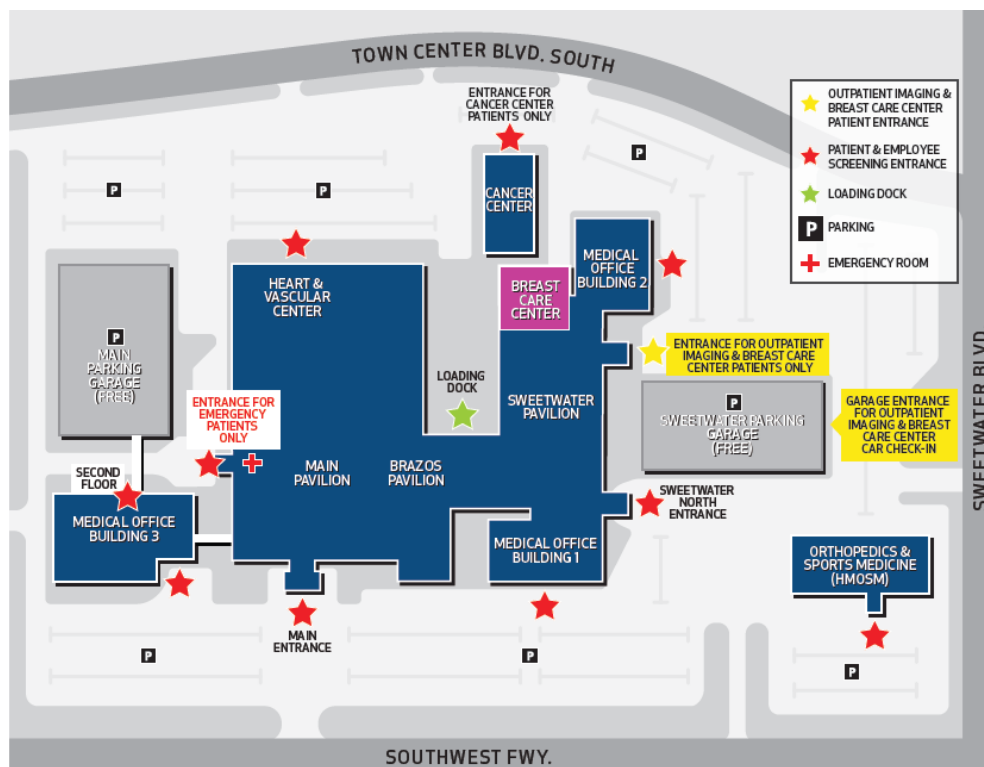 TOWN CENTER BLVD. SOUTH
ENTRANCE FOR
CANCER CENTER
PATIENTS ONLY
OUTPATIENT IMAGING &
BREAST CARE CENTER
PATIENT ENTRANCE
PATIENT & EMPLOYEE
SCREENING ENTRANCE
LOADING DOCK
P
PARKING
EMERGENCY ROOM
P
P
P
CANCER
CENTER
MEDICAL
OFFICE
BUILDING 2
HEART &
VASCULAR
CENTER
BREAST
CARE
CENTER
P
MAIN
PARKING
GARAGE
(FREE)
ENTRANCE FOR OUTPATIENT
IMAGING & BREAST CARE
CENTER PATIENTS ONLY
LOADING
DOCK
SWEETWATER
PAVILION
P
SWEETWATER PARKING
GARAGE
(FREE)
GARAGE ENTRANCE
FOR OUTPATIENT
IMAGING & BREAST
CARE CENTER
CAR CHECK-IN
SWEETWATER BLVD.
ENTRANCE FOR
EMERGENCY
PATIENTS
ONLY
SECOND
FLOOR
MAIN
PAVILION
BRAZOS
PAVILION
SWEETWATER
NORTH
ENTRANCE
MEDICAL OFFICE
BUILDING 3
MEDICAL OFFICE
BUILDING 1
ORTHOPEDICS &
SPORTS MEDICINE
(HMOSM)
MAIN
ENTRANCE
P
P
P
SOUTHWEST FWY.